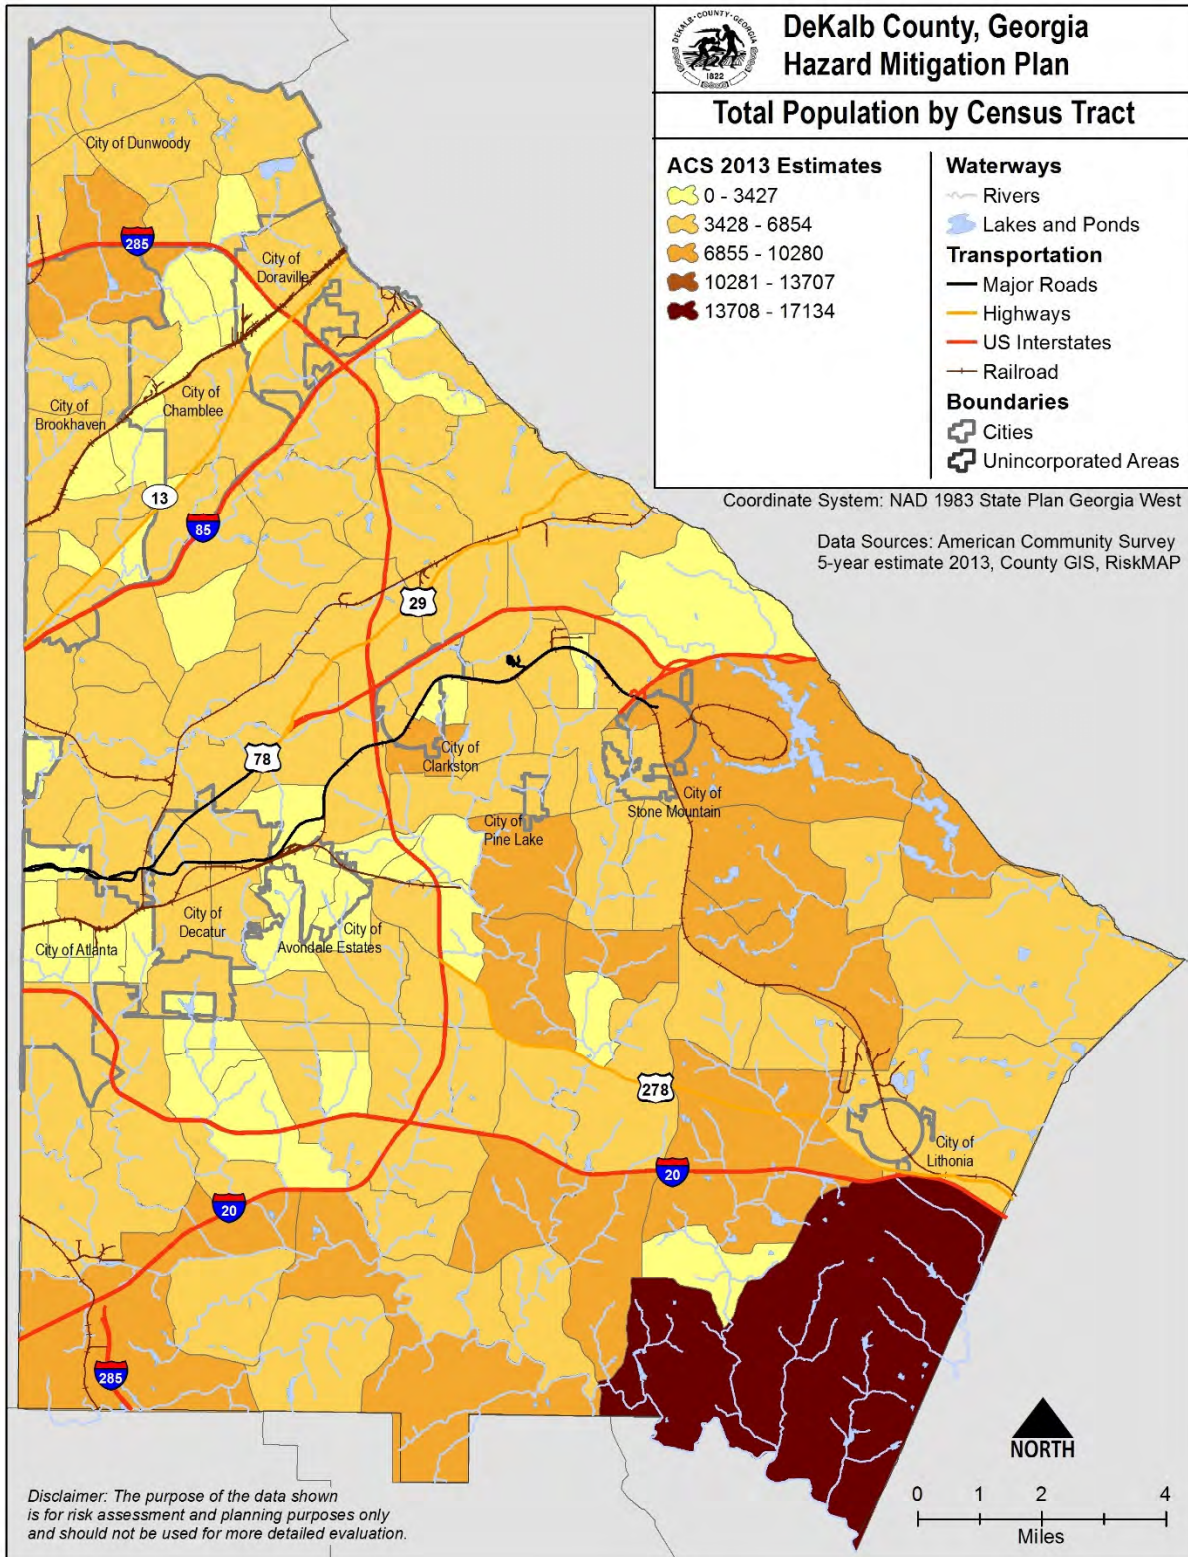 DeKalb County, Georgia
Hazard Mitigation Plan
DEKALB·COUNTY·GEORGIA
1822
Total Population by Census Tract
ACS 2013 Estimates
0 - 3427
3428 - 6854
6855 - 10280
10281 - 13707
13708 - 17134
Waterways
Rivers
Lakes and Ponds
Transportation
Major Roads
Highways
US Interstates
Railroad
Boundaries
Cities
Unincorporated Areas
Coordinate System: NAD 1983 State Plan Georgia West
Data Sources: American Community Survey
5-year estimate 2013, County GIS, RiskMAP
City of Dunwoody
285
City of
Doraville
City of
Chamblee
City of
Brookhaven
13
85
29
78
City of
Clarkston
City of
Stone Mountain
City of
Pine Lake
City of
Decatur
City of
Avondale Estates
City of Atlanta
278
City of
Lithonia
20
20
285
NORTH
0 1 2 4
Miles
Disclaimer: The purpose of the data shown
is for risk assessment and planning purposes only
and should not be used for more detailed evaluation.